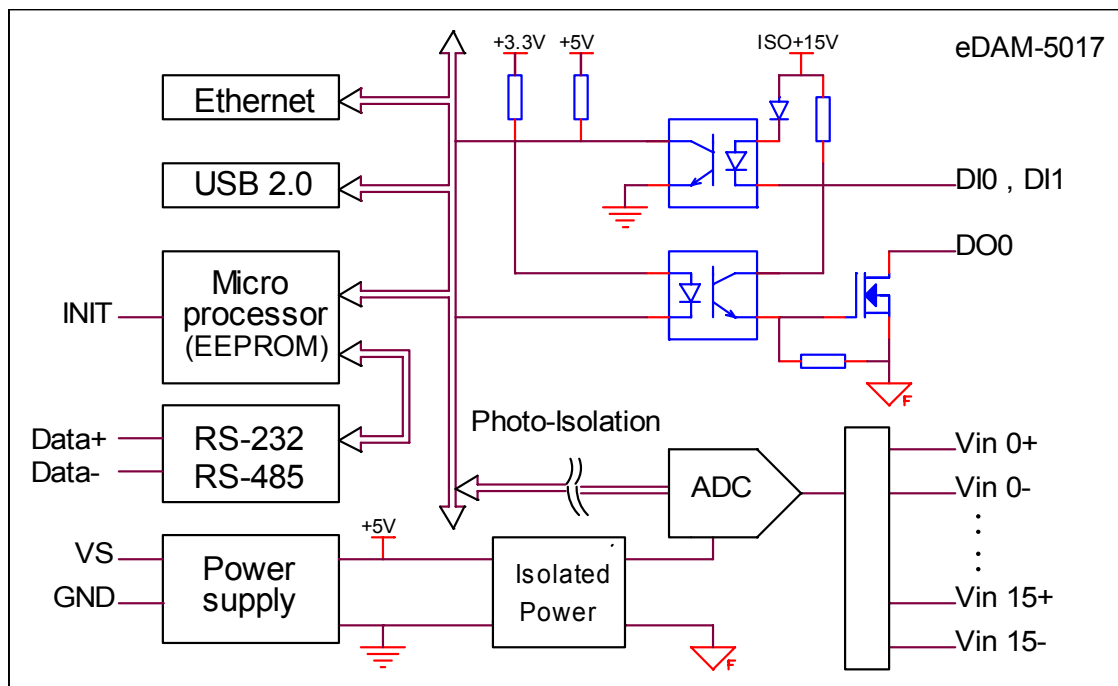 +3.3V
+5V
ISO+15V
eDAM-5017
Ethernet
USB 2.0
DI0 , DI1
DO0
INIT
Micro
processor
(EEPROM)
F
Photo-Isolation
Data+
Data-
RS-232
RS-485
ADC
Vin 0+
Vin 0-
+5V
VS
GND
Power
supply
Isolated
Power
Vin 15+
Vin 15-
F